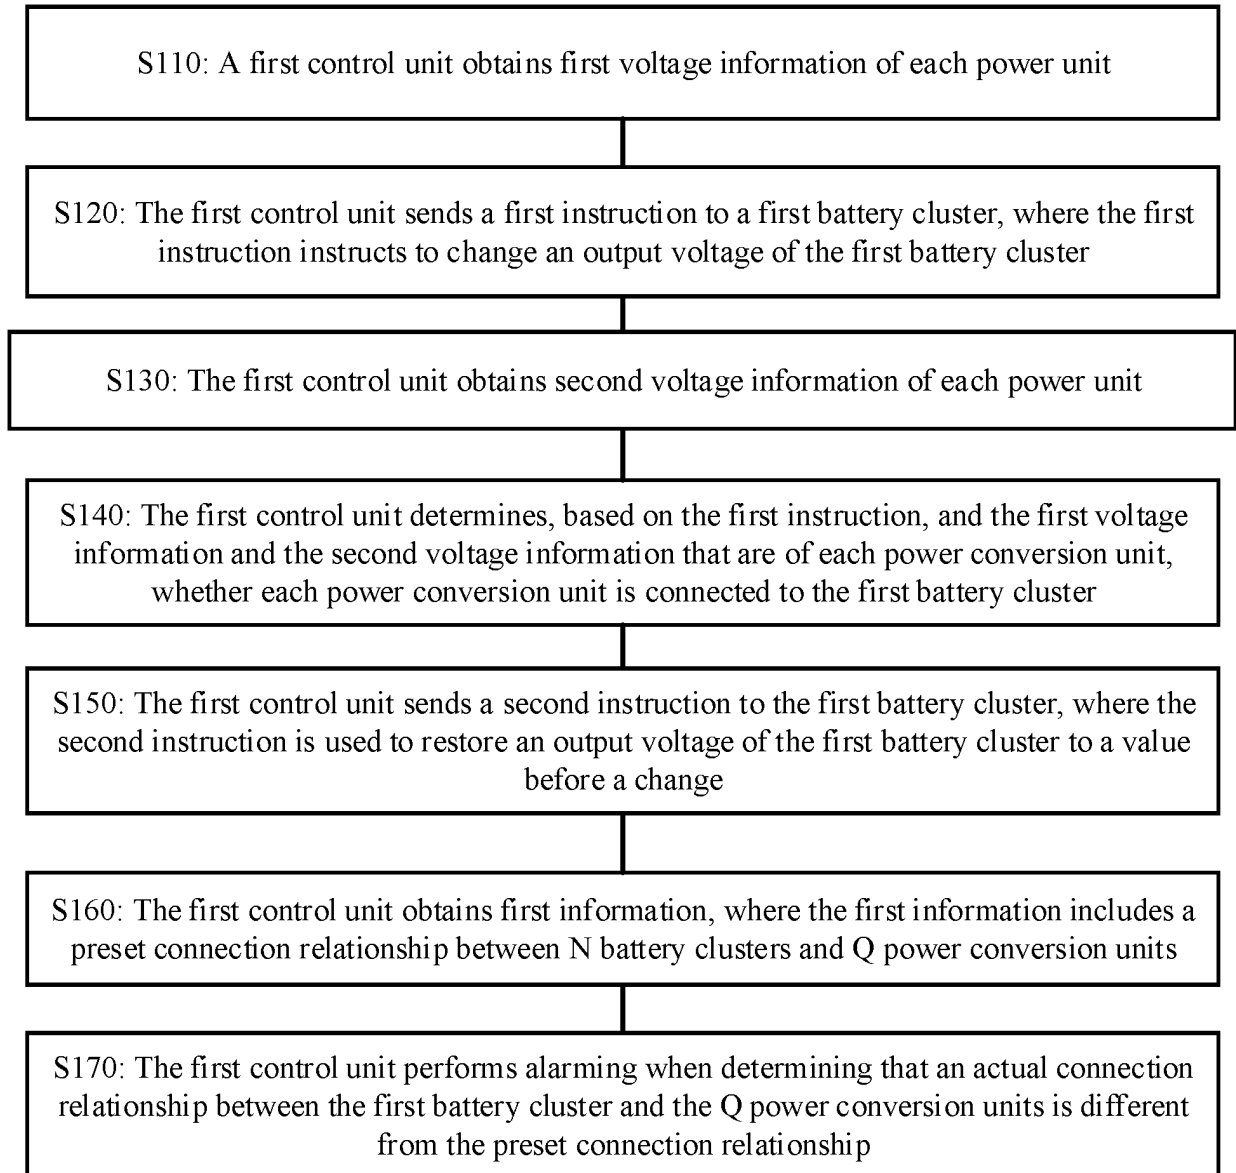 S110: A first control unit obtains first voltage information of each power unit
S120: The first control unit sends a first instruction to a first battery cluster, where the first
instruction instructs to change an output voltage of the first battery cluster
S130: The first control unit obtains second voltage information of each power unit
S140: The first control unit determines, based on the first instruction, and the first voltage
information and the second voltage information that are of each power conversion unit,
whether each power conversion unit is connected to the first battery cluster
S150: The first control unit sends a second instruction to the first battery cluster, where the
second instruction is used to restore an output voltage of the first battery cluster to a value
before a change
S160: The first control unit obtains first information, where the first information includes a
preset connection relationship between N battery clusters and Q power conversion units
S170: The first control unit performs alarming when determining that an actual connection
relationship between the first battery cluster and the Q power conversion units is different
from the preset connection relationship